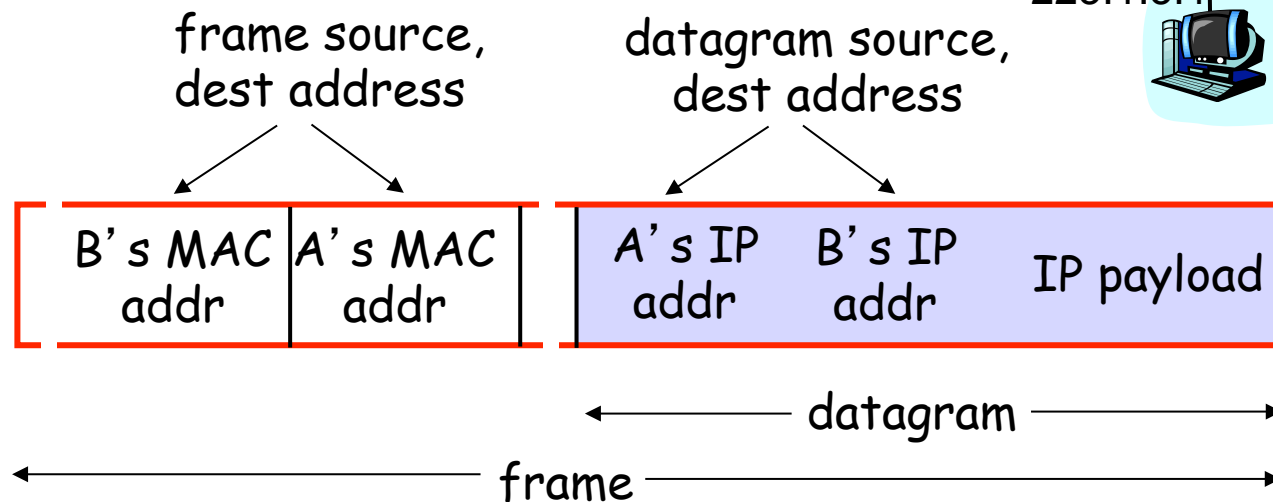 frame source,
dest address
datagram source,
dest address
B’s MAC
addr
A’s MAC
addr
A’s IP
addr
B’s IP
addr
IP payload
datagram
frame